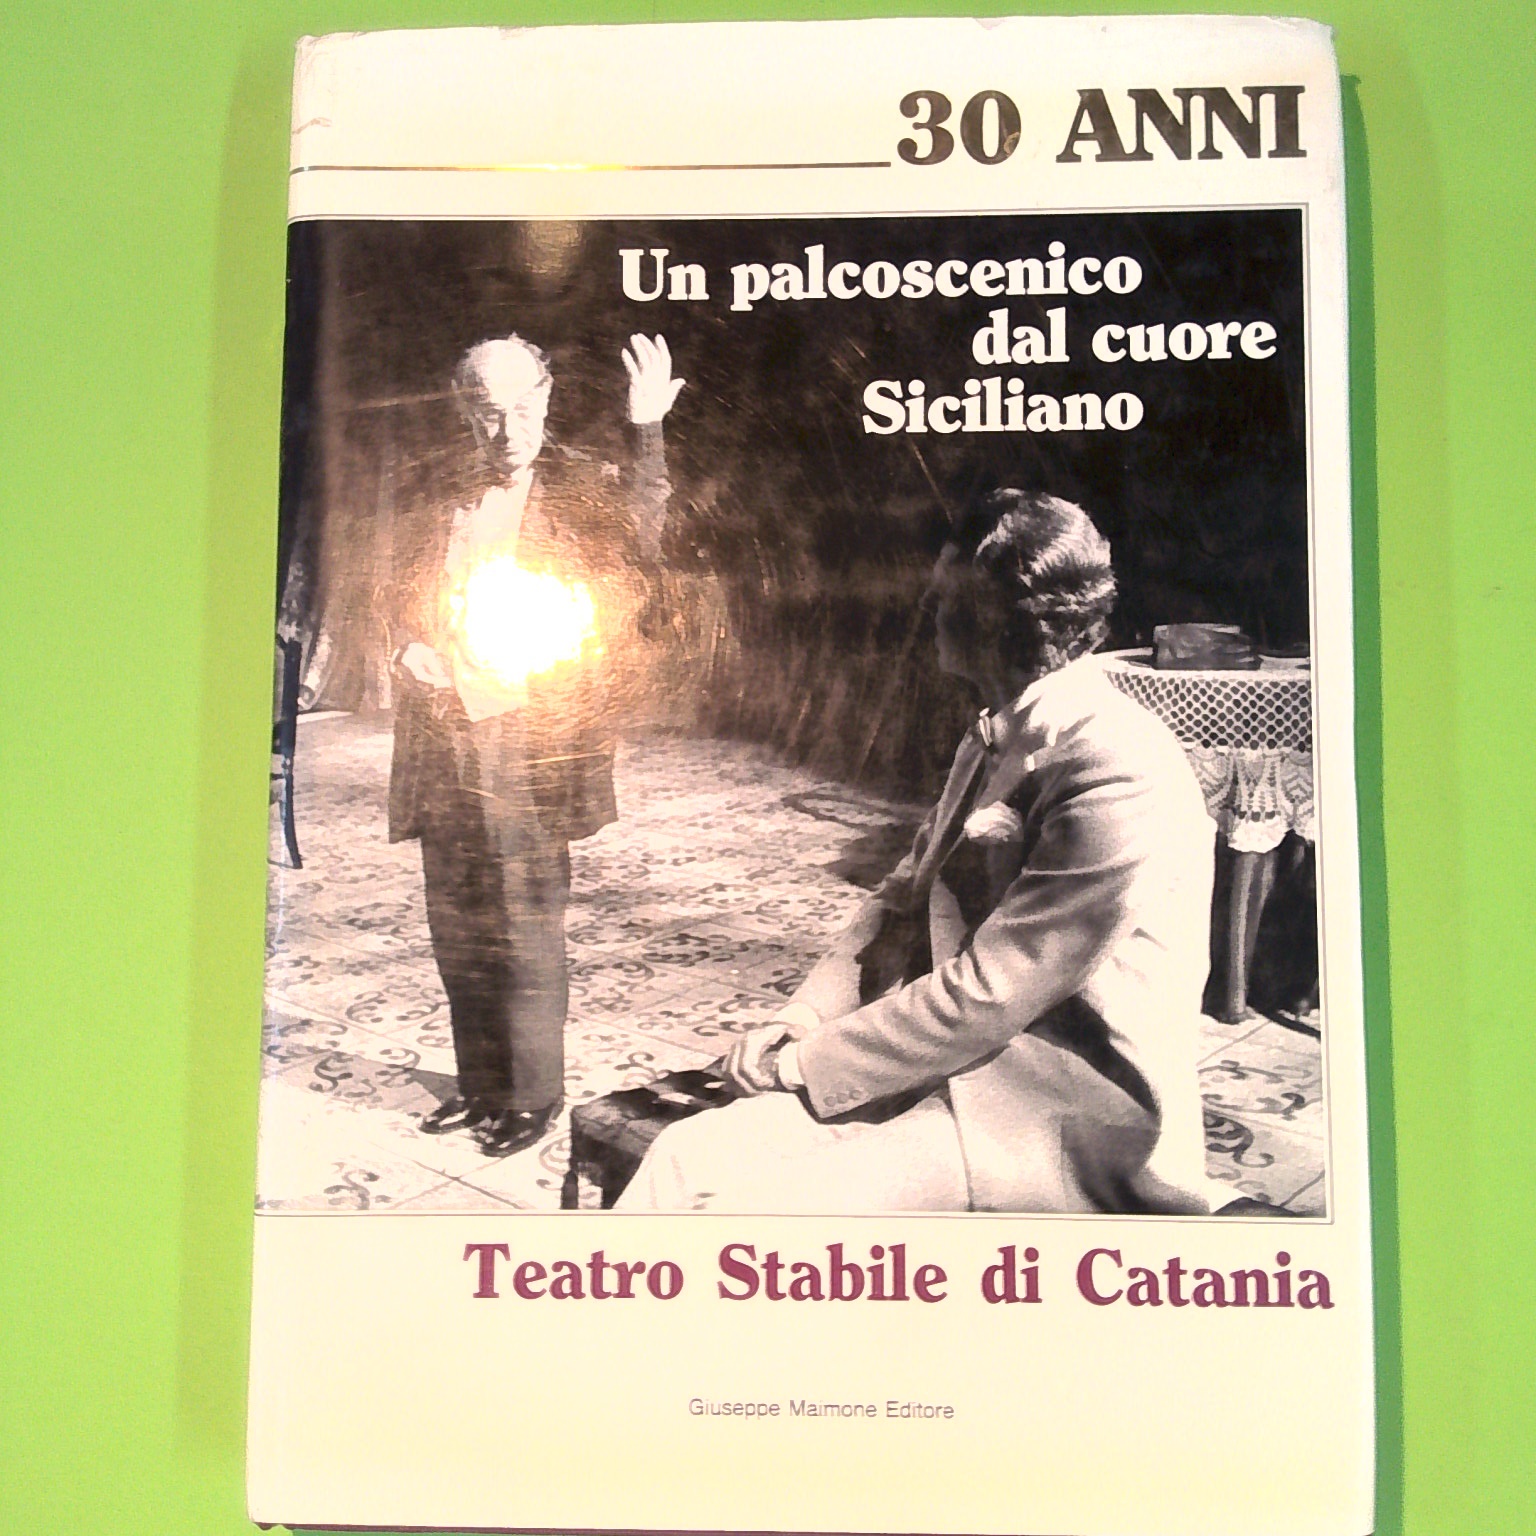 30 ANNI
Un palcoscenico
dal cuore
Siciliano
Teatro Stabile di Catania
Giuseppe Maimone Editore